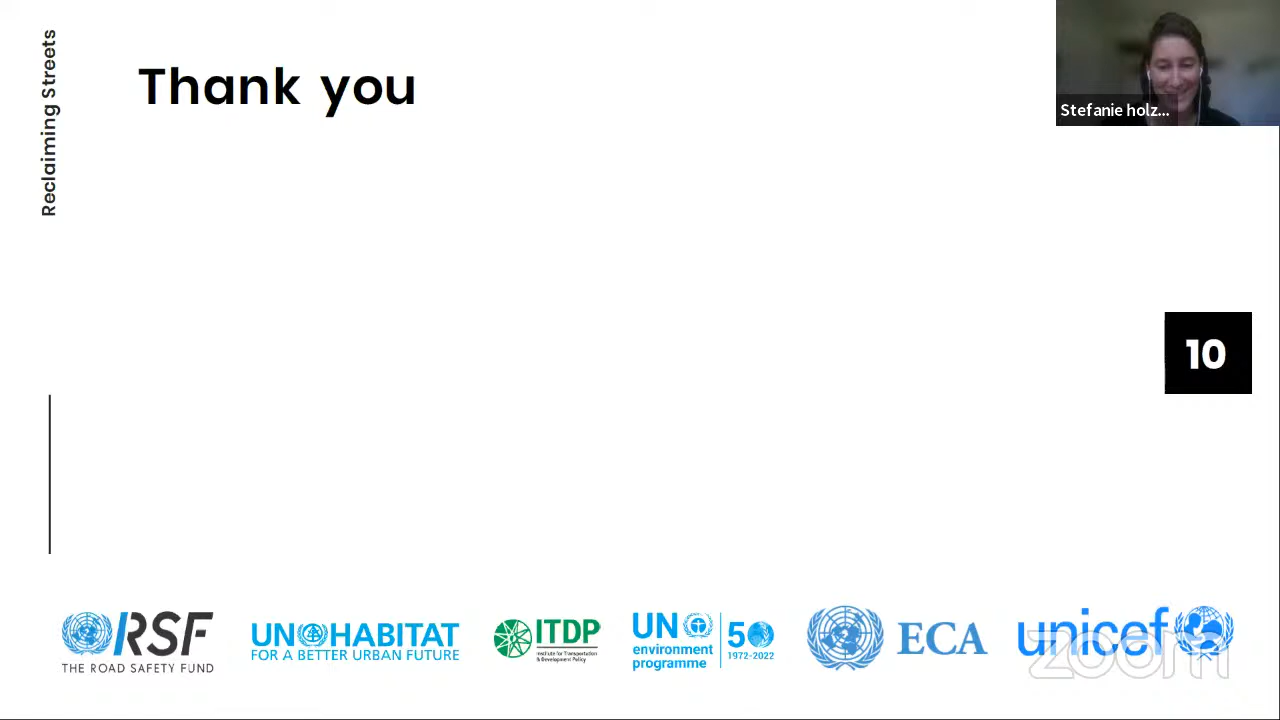 Reclaiming Streets
Thank you
Stefanie holz...
10
RSF
THE ROAD SAFETY FUND
UN HABITAT
FOR A BETTER URBAN FUTURE
ITDP
Institute for Transportation
& Development Policy
UN
environment
programme
50
1972-2022
ECA
unicef
zoom